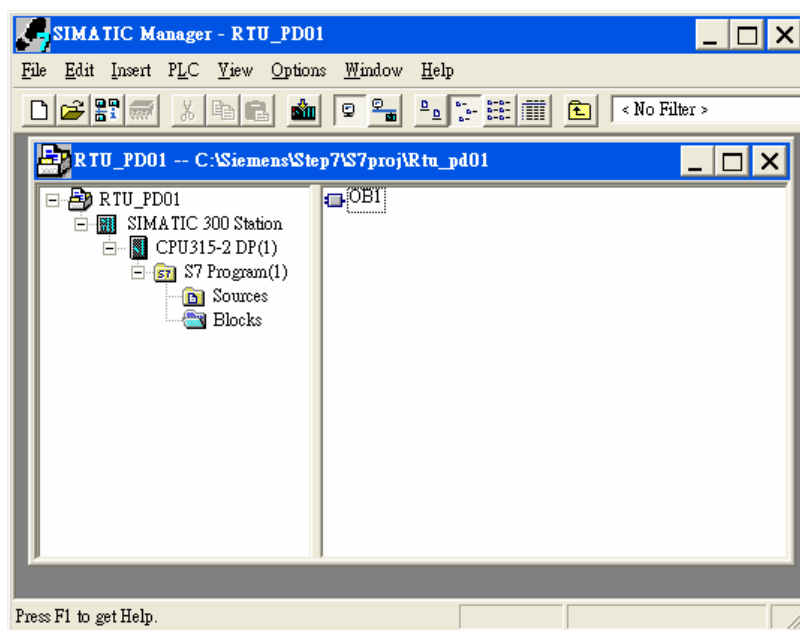 SIMATIC Manager - RTU_PD01
File Edit Insert PLC View Options Window Help
< No Filter >
RTU_PD01 -- C:\Siemens\Step7\S7proj\Rtu_pd01
RTU_PD01
SIMATIC 300 Station
CPU315-2 DP(1)
S7 Program(1)
Sources
Blocks
OB1
Press F1 to get Help.